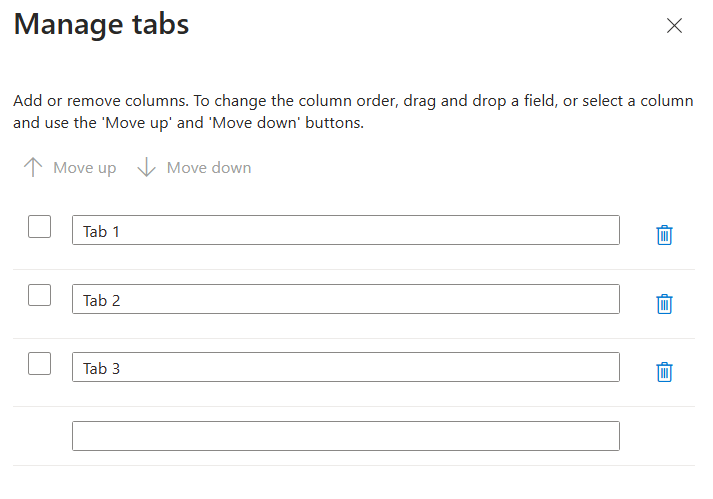 Manage tabs
Add or remove columns. To change the column order, drag and drop a field, or select a column
and use the 'Move up' and 'Move down' buttons.
Move up Move down
Tab 1
Tab 2
Tab 3